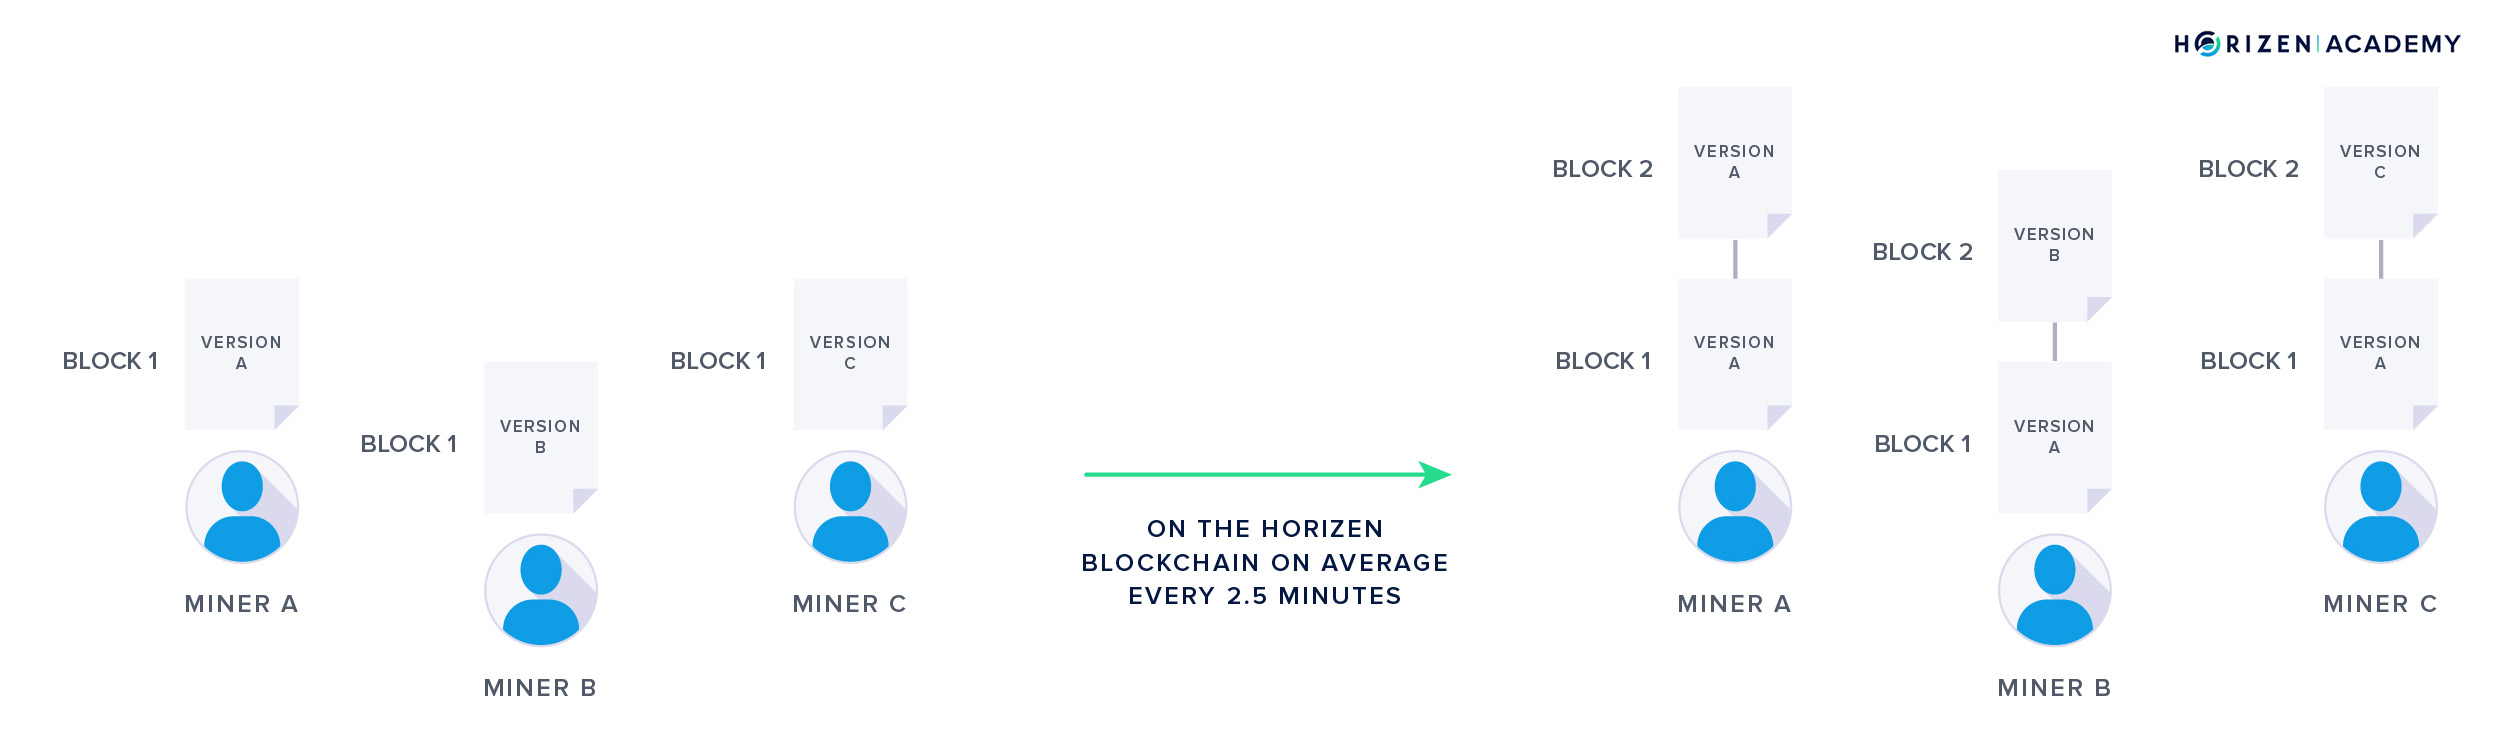 HORIZEN | ACADEMY
BLOCK 1
VERSION
A
MINER A
BLOCK 1
VERSION
B
MINER B
BLOCK 1
VERSION
C
MINER C
ON THE HORIZEN
BLOCKCHAIN ON AVERAGE
EVERY 2.5 MINUTES
BLOCK 2
VERSION
A
BLOCK 1
VERSION
A
MINER A
BLOCK 2
VERSION
B
BLOCK 1
VERSION
A
MINER B
BLOCK 2
VERSION
C
BLOCK 1
VERSION
A
MINER C